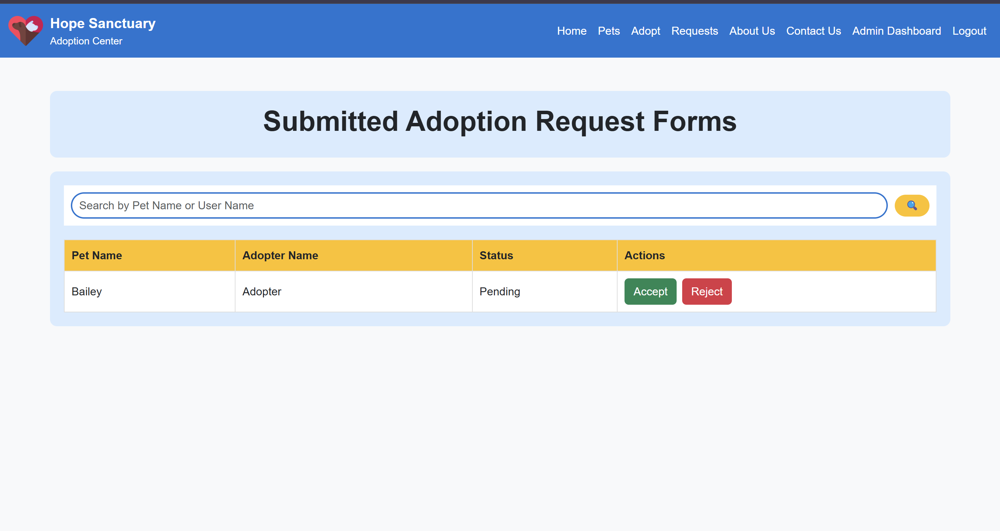 Hope Sanctuary
Adoption Center
Home Pets Adopt Requests About Us Contact Us Admin Dashboard Logout
Submitted Adoption Request Forms
Search by Pet Name or User Name
Pet Name Adopter Name Status Actions
Bailey Adopter Pending Accept Reject